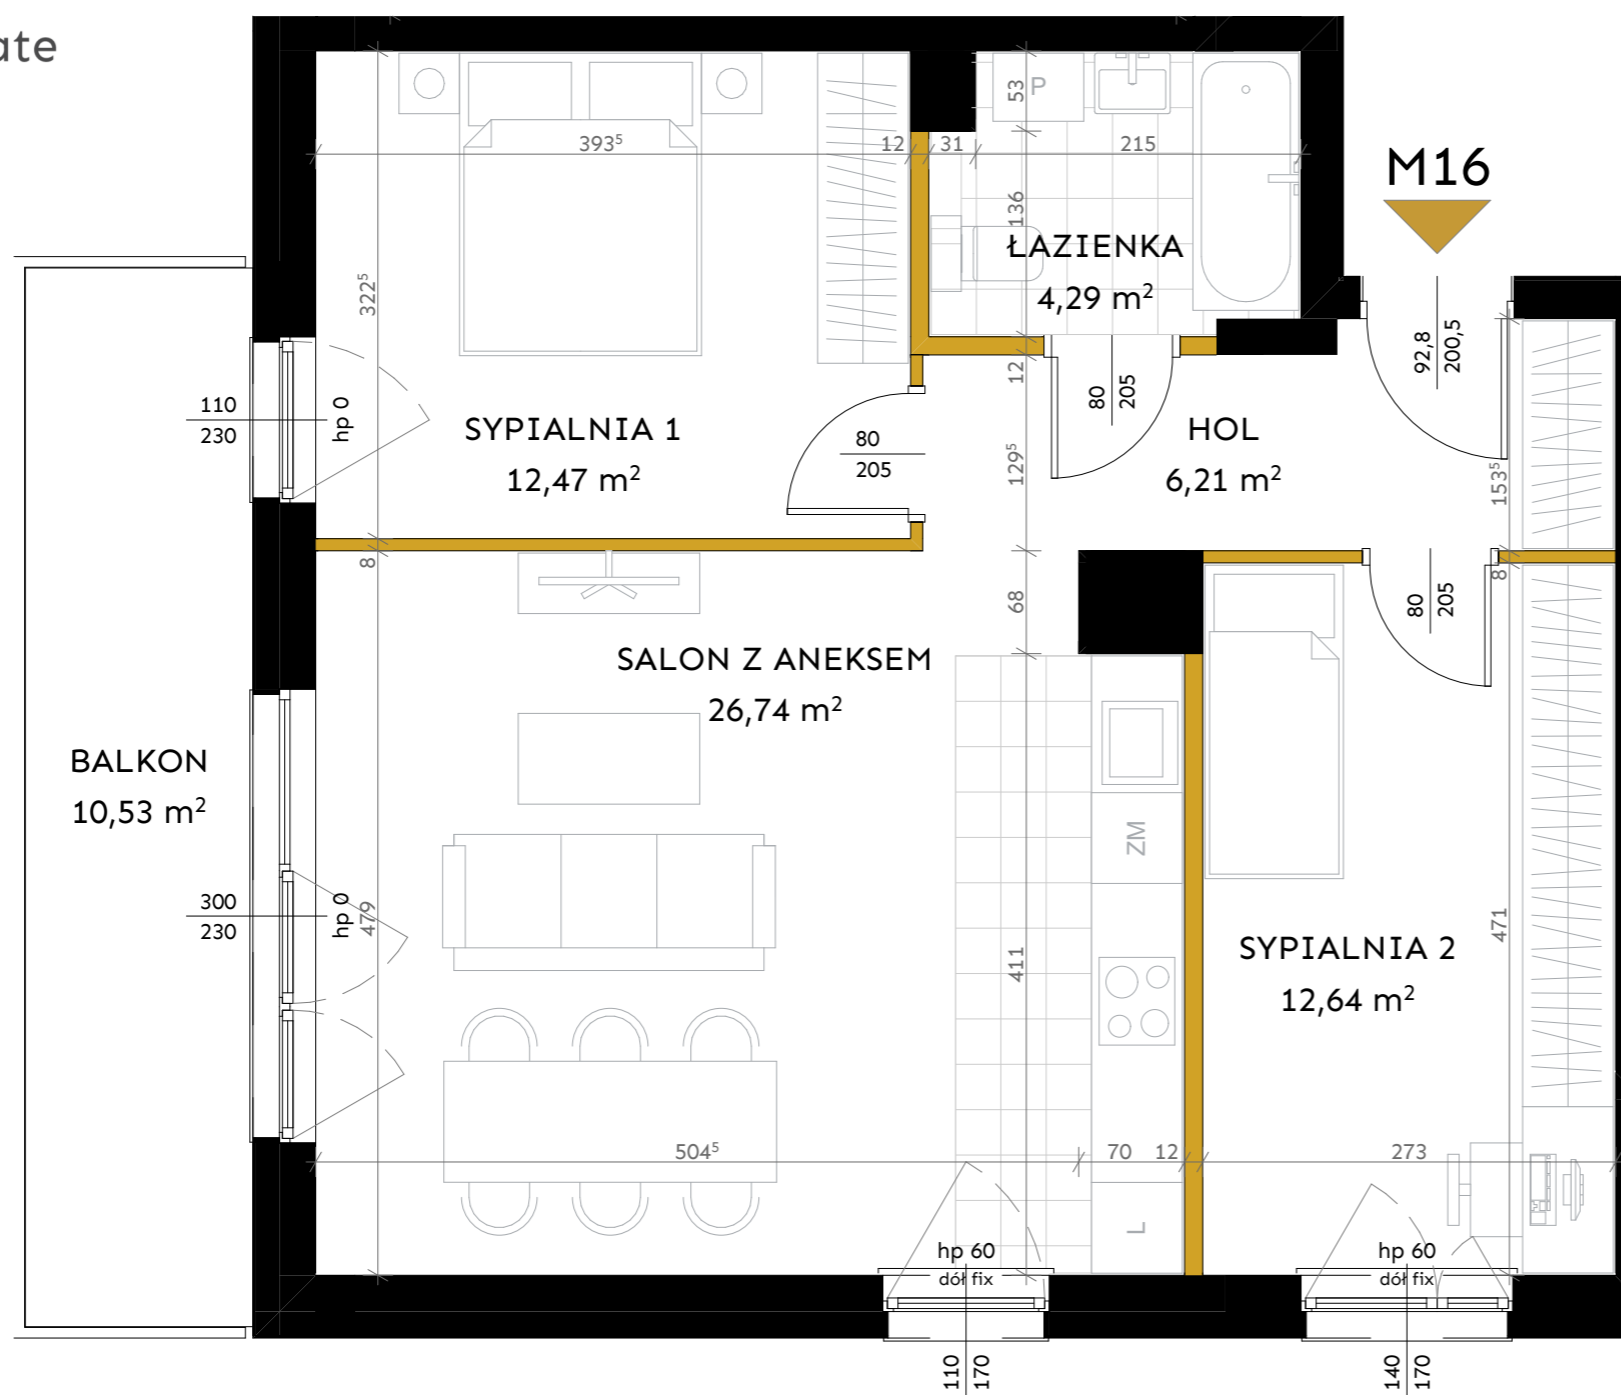 ate
M16
53
P
393⁵
12
31
215
136
ŁAZIENKA
4,29 m²
322⁵
92,8
200,5
12
80
205
110
230
hp 0
SYPIALNIA 1
12,47 m²
80
205
129⁵
HOL
6,21 m²
153⁵
8
8
68
80
205
SALON Z ANEKSEM
26,74 m²
BALKON
10,53 m²
ZM
300
230
hp 0
479
411
471
SYPIALNIA 2
12,64 m²
504⁵
70
12
273
L
hp 60
dół fix
hp 60
dół fix
110
170
140
170